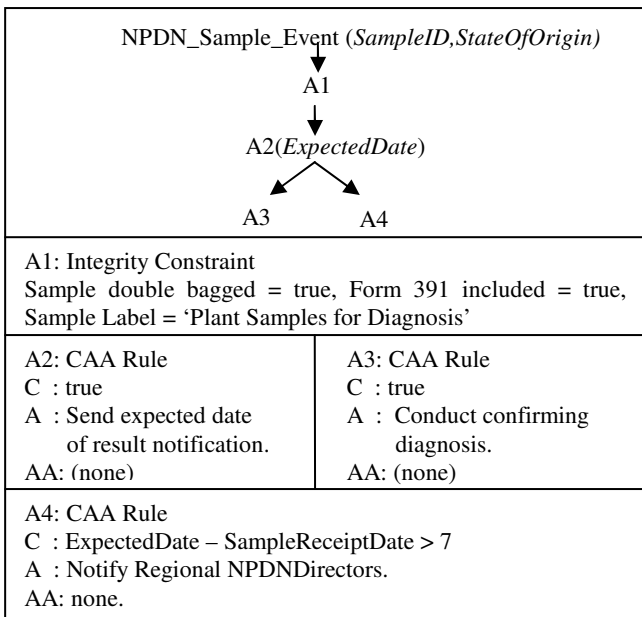 NPDN_Sample_Event (SampleID,StateOfOrigin)
A1
A2(ExpectedDate)
A3 A4
A1: Integrity Constraint
Sample double bagged = true, Form 391 included = true,
Sample Label = ‘Plant Samples for Diagnosis’
A2: CAA Rule
C : true
A : Send expected date
of result notification.
AA: (none)
A3: CAA Rule
C : true
A : Conduct confirming
diagnosis.
AA: (none)
A4: CAA Rule
C : ExpectedDate – SampleReceiptDate > 7
A : Notify Regional NPDNDirectors.
AA: none.